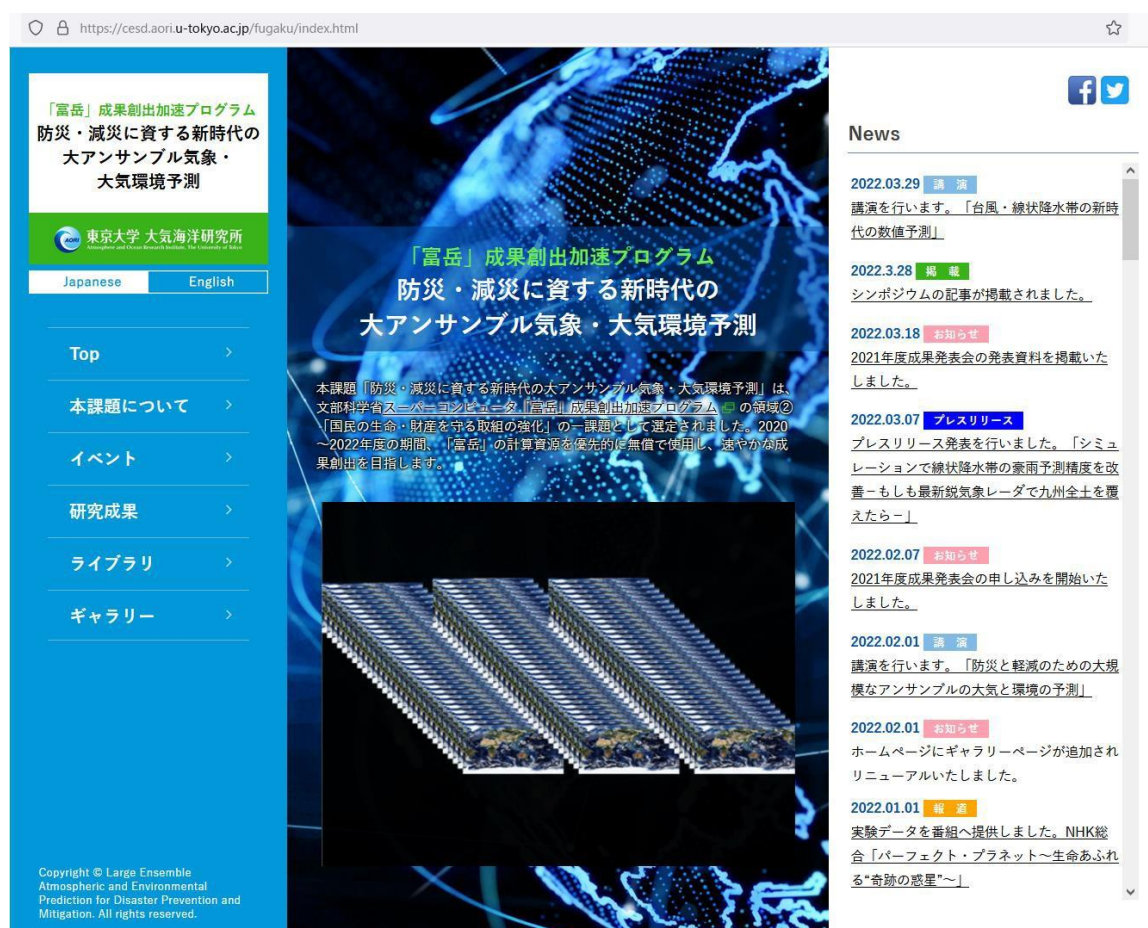 https://cesd.aori.u-tokyo.ac.jp/fugaku/index.html
「富岳」成果創出加速プログラム
防災・減災に資する新時代の
大アンサンブル気象・
大気環境予測
AORI
東京大学 大気海洋研究所
Atmosphere and Ocean Research Institute, The University of Tokyo
Japanese
English
Top
本課題について
イベント
研究成果
ライブラリ
ギャラリー
Copyright © Large Ensemble
Atmospheric and Environmental
Prediction for Disaster Prevention and
Mitigation. All rights reserved.
「富岳」成果創出加速プログラム
防災・減災に資する新時代の
大アンサンブル気象・大気環境予測
本課題「防災・減災に資する新時代の大アンサンブル気象・大気環境予測」は、
文部科学省スーパーコンピュータ『富岳』成果創出加速プログラム の領域②
「国民の生命・財産を守る取組の強化」の一課題として選定されました。2020
～2022年度の期間、「富岳」の計算資源を優先的に無償で使用し、速やかな成
果創出を目指します。
News
2022.03.29 講 演
講演を行います。「台風・線状降水帯の新時
代の数値予測」
2022.3.28 掲 載
シンポジウムの記事が掲載されました。
2022.03.18 お知らせ
2021年度成果発表会の発表資料を掲載いた
しました。
2022.03.07 プレスリリース
プレスリリース発表を行いました。「シミュ
レーションで線状降水帯の豪雨予測精度を改
善－もしも最新鋭気象レーダで九州全土を覆
えたら－」
2022.02.07 お知らせ
2021年度成果発表会の申し込みを開始いた
しました。
2022.02.01 講 演
講演を行います。「防災と軽減のための大規
模なアンサンブルの大気と環境の予測」
2022.02.01 お知らせ
ホームページにギャラリーページが追加され
リニューアルいたしました。
2022.01.01 報 道
実験データを番組へ提供しました。NHK総
合「パーフェクト・プラネット～生命あふれ
る“奇跡の惑星”～」